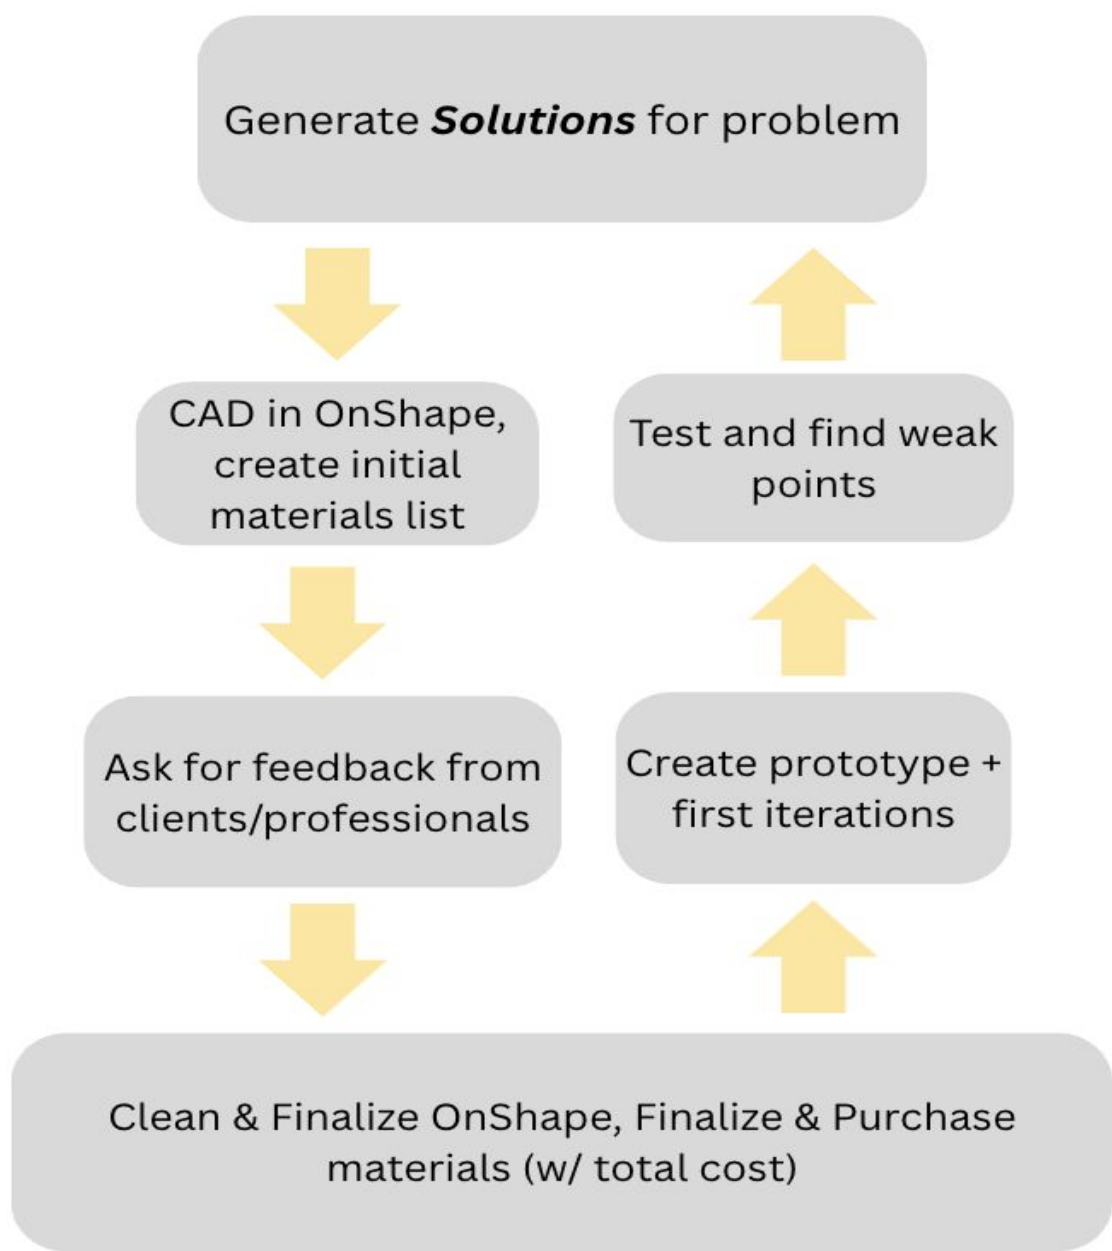 Generate Solutions for problem
CAD in OnShape,
create initial
materials list
Test and find weak
points
Ask for feedback from
clients/professionals
Create prototype +
first iterations
Clean & Finalize OnShape, Finalize & Purchase
materials (w/ total cost)